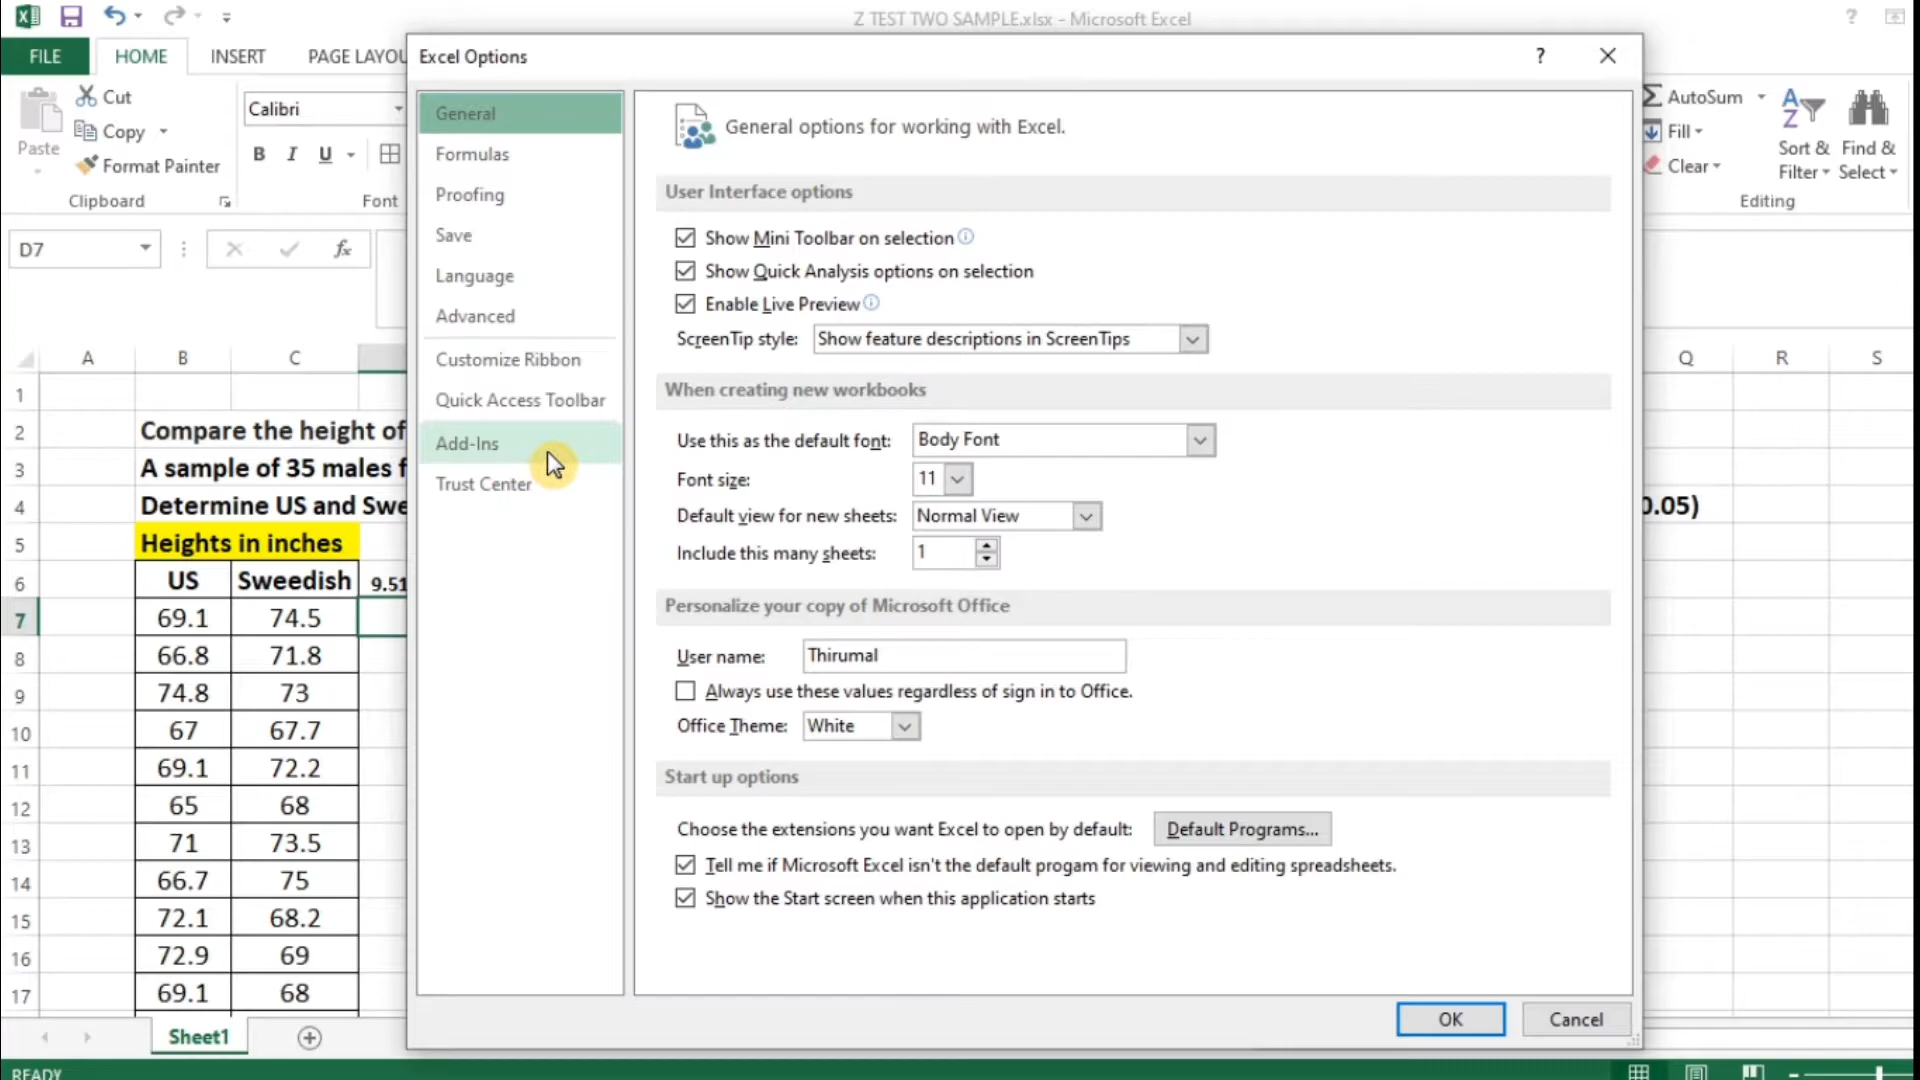 Z TEST TWO SAMPLE.xlsx - Microsoft Excel
?
FILE
HOME
INSERT
PAGE LAYOU
Cut
Copy
Format Painter
Paste
Clipboard
Calibri
B I U
Font
AutoSum
Fill
Clear
Sort &
Filter
Find &
Select
Editing
D7
fx
Excel Options
?
General
Formulas
Proofing
Save
Language
Advanced
Customize Ribbon
Quick Access Toolbar
Add-Ins
Trust Center
General options for working with Excel.
User Interface options
Show Mini Toolbar on selection
Show Quick Analysis options on selection
Enable Live Preview
ScreenTip style: Show feature descriptions in ScreenTips
When creating new workbooks
Use this as the default font: Body Font
Font size: 11
Default view for new sheets: Normal View
Include this many sheets: 1
Personalize your copy of Microsoft Office
User name: Thirumal
Always use these values regardless of sign in to Office.
Office Theme: White
Start up options
Choose the extensions you want Excel to open by default: Default Programs...
Tell me if Microsoft Excel isn't the default progam for viewing and editing spreadsheets.
Show the Start screen when this application starts
OK Cancel
A B C Q R S
1
2 Compare the height of
3 A sample of 35 males f
4 Determine US and Swe 0.05)
5 Heights in inches
6 US Sweedish 9.51
7 69.1 74.5
8 66.8 71.8
9 74.8 73
10 67 67.7
11 69.1 72.2
12 65 68
13 71 73.5
14 66.7 75
15 72.1 68.2
16 72.9 69
17 69.1 68
Sheet1
READY